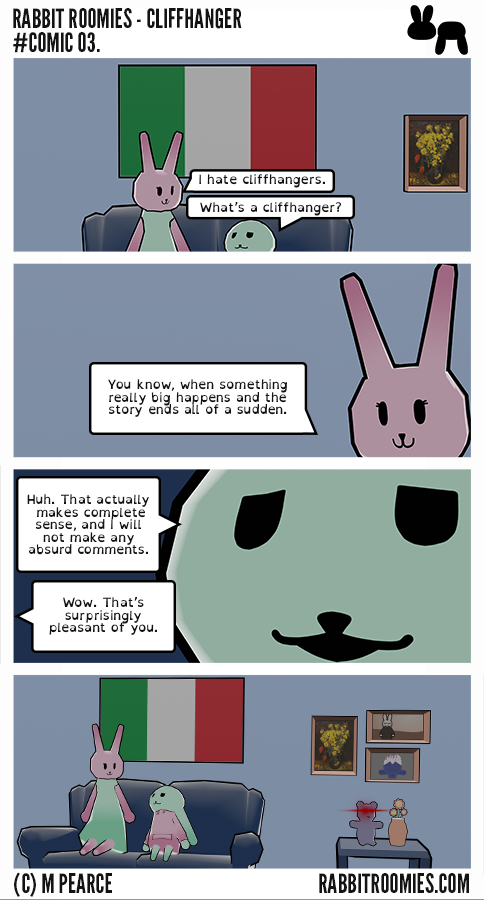 RABBIT ROOMIES - CLIFFHANGER
#COMIC 03.
I hate cliffhangers.
What's a cliffhanger?
You know, when something
really big happens and the
story ends all of a sudden.
Huh. That actually
makes complete
sense, and I will
not make any
absurd comments.
Wow. That's
surprisingly
pleasant of you.
(C) M PEARCE
RABBITROOMIES.COM